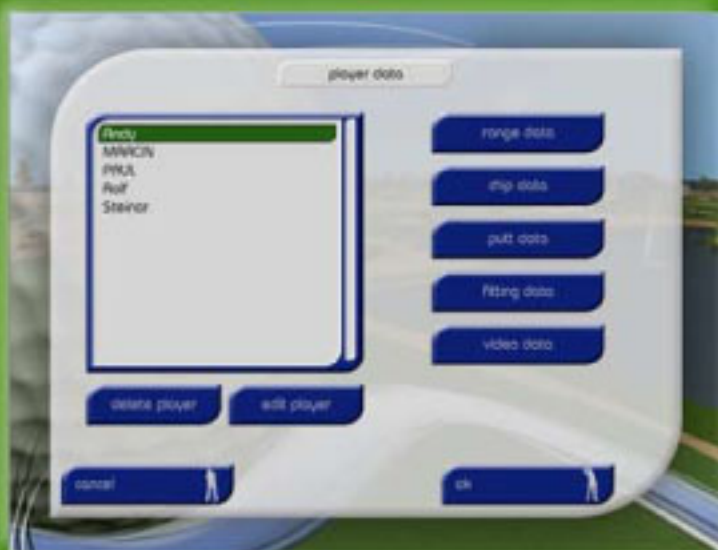 player data
Andy
MARCIN
PAUL
Rolf
Steinar
range data
chip data
putt data
fitting data
video data
delete player
edit player
cancel
ok